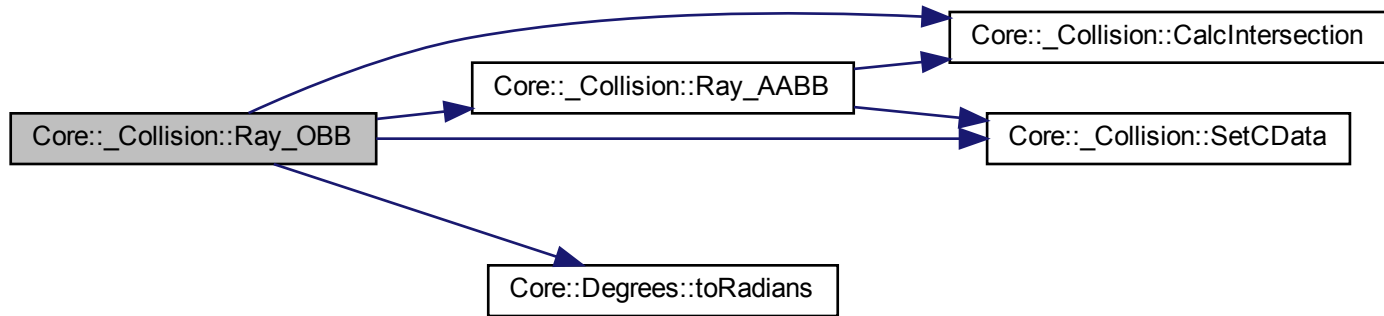 Core::_Collision::CalcIntersection
Core::_Collision::Ray_AABB
Core::_Collision::Ray_OBB
Core::_Collision::SetCData
Core::Degrees::toRadians